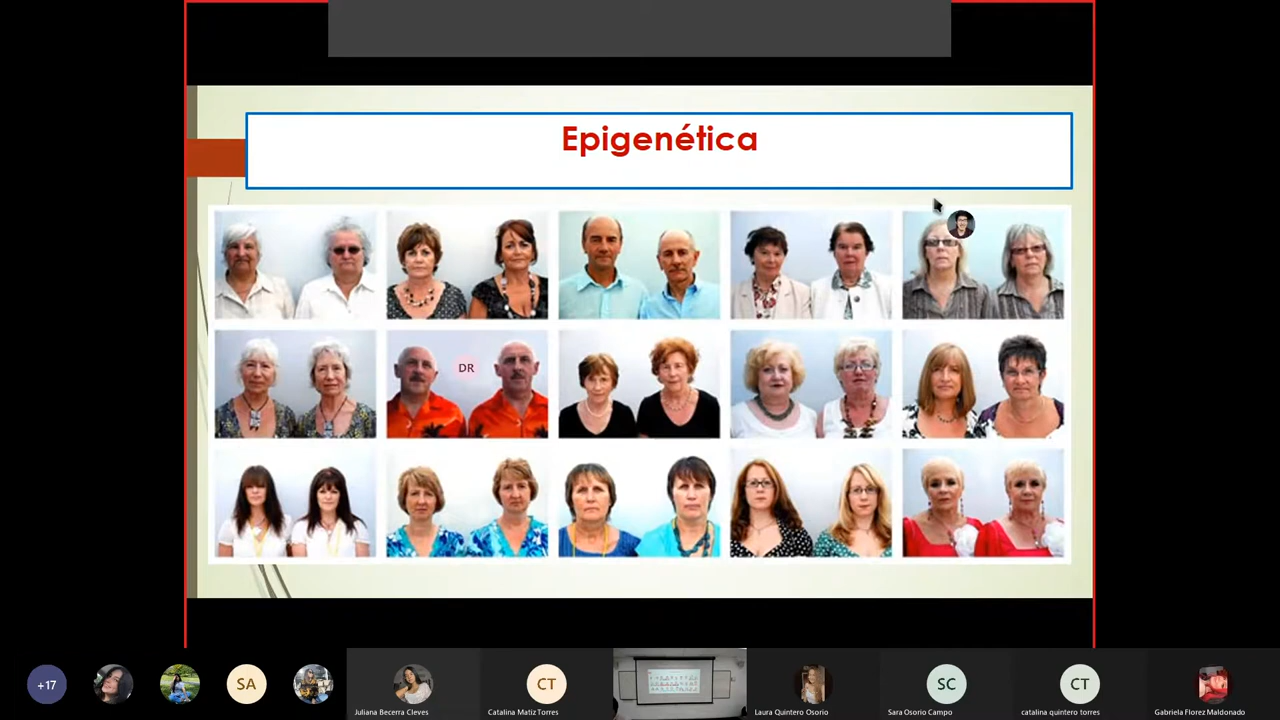 Epigenética
DR
+17
SA
Juliana Becerra Cleves
CT
Catalina Matiz Torres
Laura Quintero Osorio
SC
Sara Osorio Campo
CT
catalina quintero torres
Gabriela Florez Maldonado